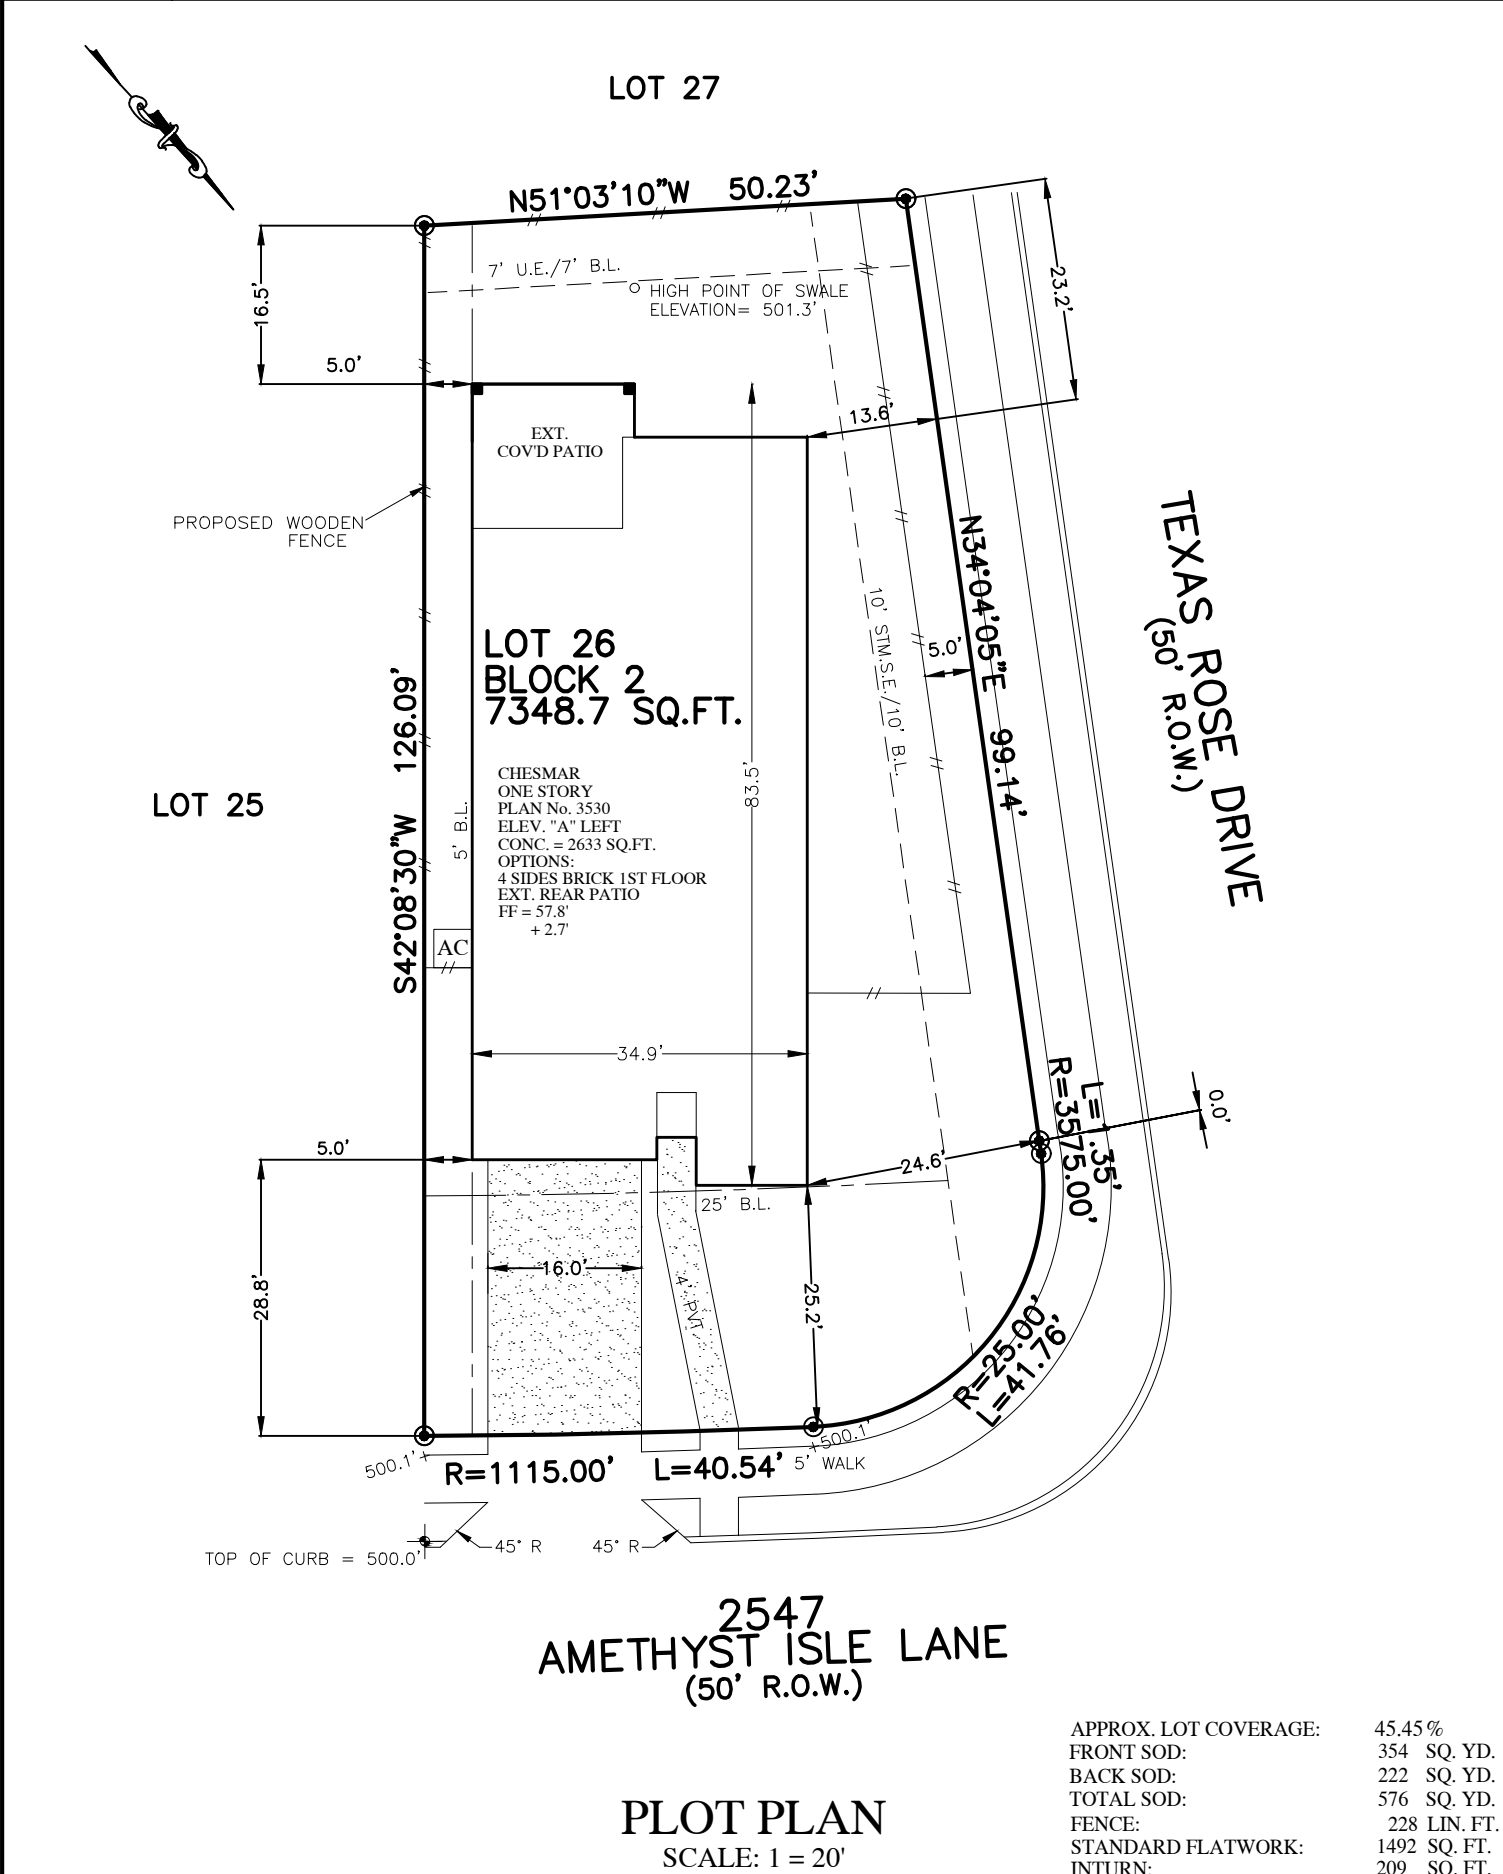 LOT 27
N51°03'10"W 50.23'
16.5'
7' U.E./7' B.L.
HIGH POINT OF SWALE
ELEVATION= 501.3'
23.2'
5.0'
13.6'
EXT.
COV'D PATIO
PROPOSED WOODEN
FENCE
TEXAS ROSE DRIVE
(50' R.O.W.)
N34°04'05"E 99.14'
10' STM.S.E./10' B.L.
5.0'
LOT 26
BLOCK 2
7348.7 SQ.FT.
S42°08'30"W 126.09'
LOT 25
5' B.L.
83.5'
CHESMAR
ONE STORY
PLAN No. 3530
ELEV. "A" LEFT
CONC. = 2633 SQ.FT.
OPTIONS:
4 SIDES BRICK 1ST FLOOR
EXT. REAR PATIO
FF = 57.8'
+ 2.7'
AC
34.9'
L=1.35'
R=3575.00'
0.0'
5.0'
24.6'
25' B.L.
28.8'
16.0'
4' PVT
25.2'
R=25.00'
L=41.76'
500.1'+
R=1115.00' L=40.54'
+500.1'
5' WALK
45° R
45° R
TOP OF CURB = 500.0'
2547
AMETHYST ISLE LANE
(50' R.O.W.)
APPROX. LOT COVERAGE: 45.45 %
FRONT SOD: 354 SQ. YD.
BACK SOD: 222 SQ. YD.
TOTAL SOD: 576 SQ. YD.
FENCE: 228 LIN. FT.
STANDARD FLATWORK: 1492 SQ. FT.
INTURN: 209 SQ. FT.
PLOT PLAN
SCALE: 1 = 20'